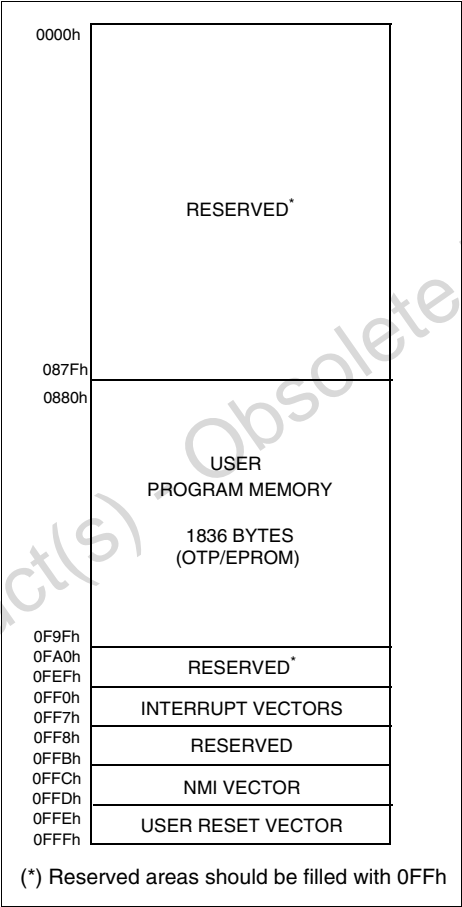 0000h
RESERVED*
087Fh
0880h
USER
PROGRAM MEMORY
1836 BYTES
(OTP/EPROM)
0F9Fh
0FA0h
RESERVED*
0FEFh
0FF0h
INTERRUPT VECTORS
0FF7h
0FF8h
RESERVED
0FFBh
0FFCh
NMI VECTOR
0FFDh
0FFEh
USER RESET VECTOR
0FFFh
(*) Reserved areas should be filled with 0FFh
ct(s) - Obsolete